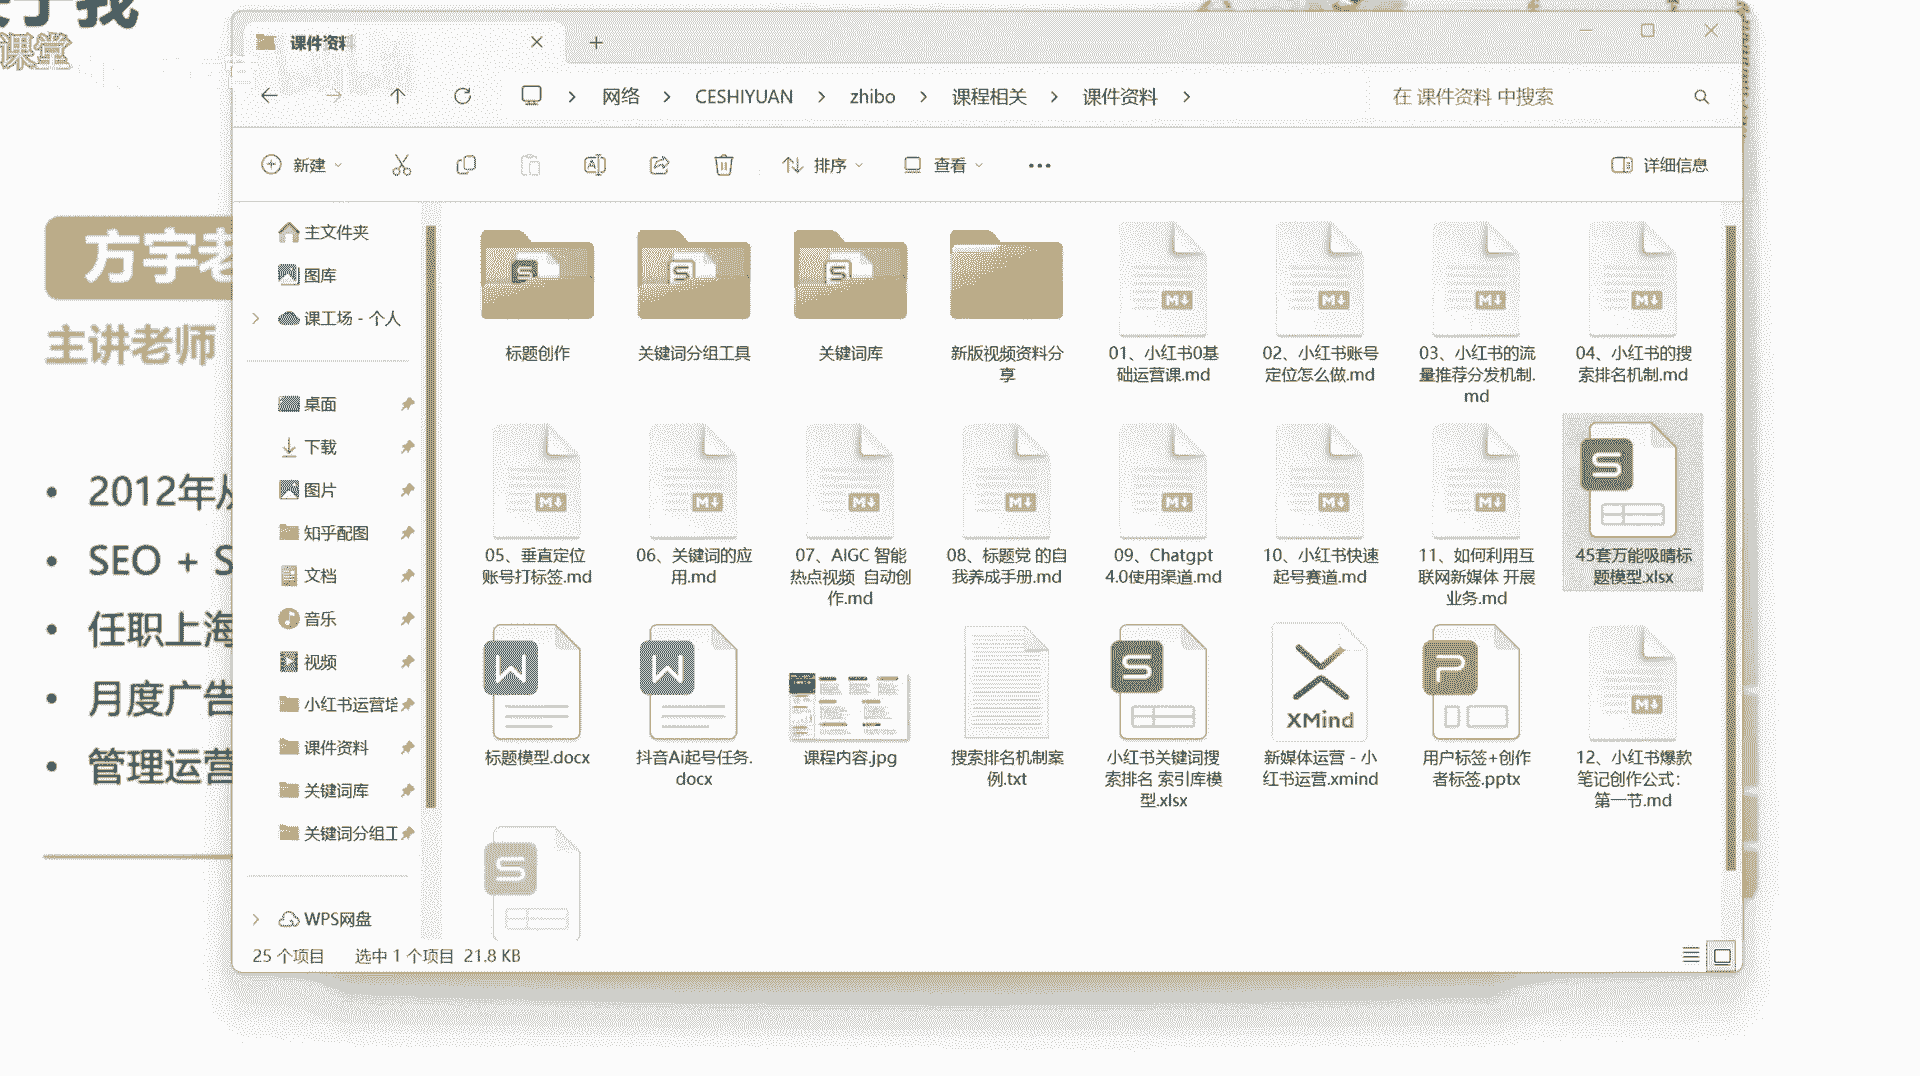 课堂
课件资料
网络
CESHIYUAN
zhibo
课程相关
课件资料
在 课件资料 中搜索
新建
排序
查看
详细信息
方宇老
主讲老师
2012年从
SEO + S
任职上海
月度广告
管理运营
主文件夹
图库
课工场 - 个人
桌面
下载
图片
知乎配图
文档
音乐
视频
小红书运营培
课件资料
关键词库
关键词分组工
WPS网盘
标题创作
关键词分组工具
关键词库
新版视频资料分
享
01、小红书0基
础运营课.md
02、小红书账号
定位怎么做.md
03、小红书的流
量推荐分发机制.
md
04、小红书的搜
索排名机制.md
05、垂直定位
账号打标签.md
06、关键词的应
用.md
07、AIGC 智能
热点视频 自动创
作.md
08、标题党 的自
我养成手册.md
09、Chatgpt
4.0使用渠道.md
10、小红书快速
起号赛道.md
11、如何利用互
联网新媒体 开展
业务.md
45套万能吸睛标
题模型.xlsx
标题模型.docx
抖音Ai起号任务.
docx
课程内容.jpg
搜索排名机制案
例.txt
小红书关键词搜
索排名 索引库模
型.xlsx
XMind
新媒体运营 - 小
红书运营.xmind
用户标签+创作
者标签.pptx
12、小红书爆款
笔记创作公式：
第一节.md
25 个项目
选中 1 个项目 21.8 KB